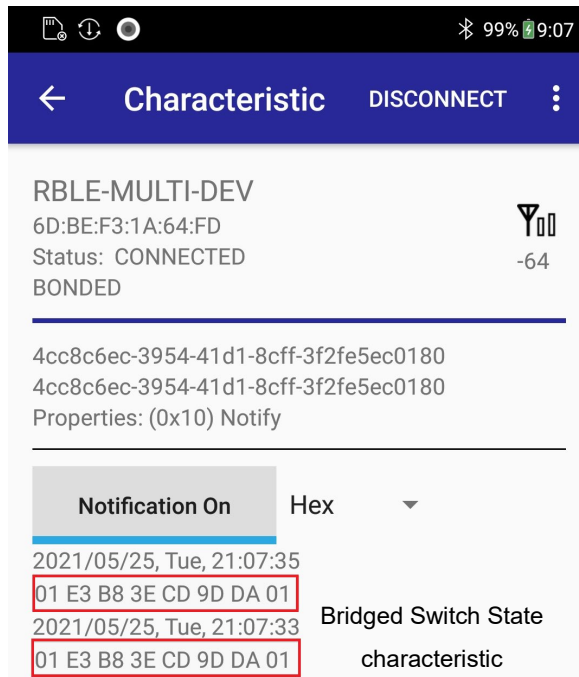 99% 9:07
Characteristic DISCONNECT
RBLE-MULTI-DEV
6D:BE:F3:1A:64:FD
Status: CONNECTED
-64
BONDED
4cc8c6ec-3954-41d1-8cff-3f2fe5ec0180
4cc8c6ec-3954-41d1-8cff-3f2fe5ec0180
Properties: (0x10) Notify
Notification On Hex
2021/05/25, Tue, 21:07:35
01 E3 B8 3E CD 9D DA 01
2021/05/25, Tue, 21:07:33
01 E3 B8 3E CD 9D DA 01
Bridged Switch State
characteristic